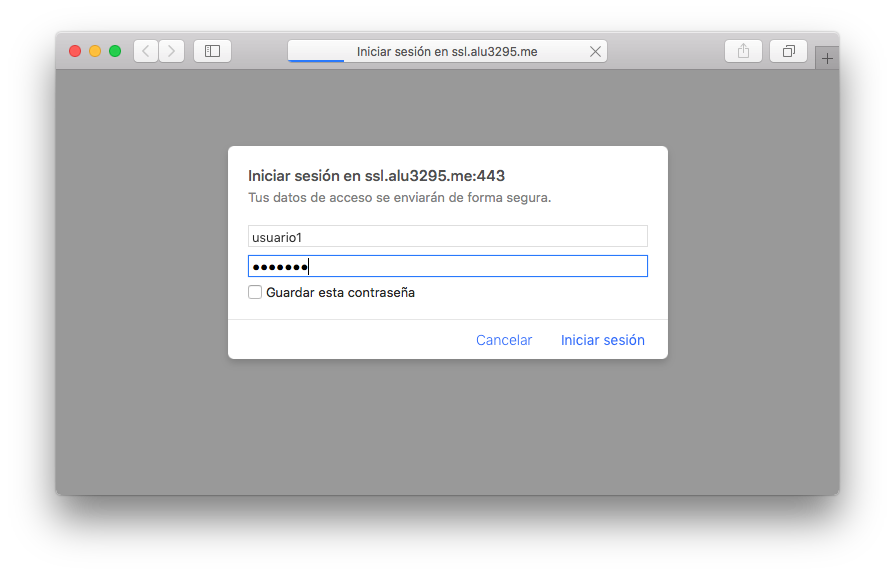 Iniciar sesión en ssl.alu3295.me
Iniciar sesión en ssl.alu3295.me:443
Tus datos de acceso se enviarán de forma segura.
usuario1
•••••••
Guardar esta contraseña
Cancelar
Iniciar sesión